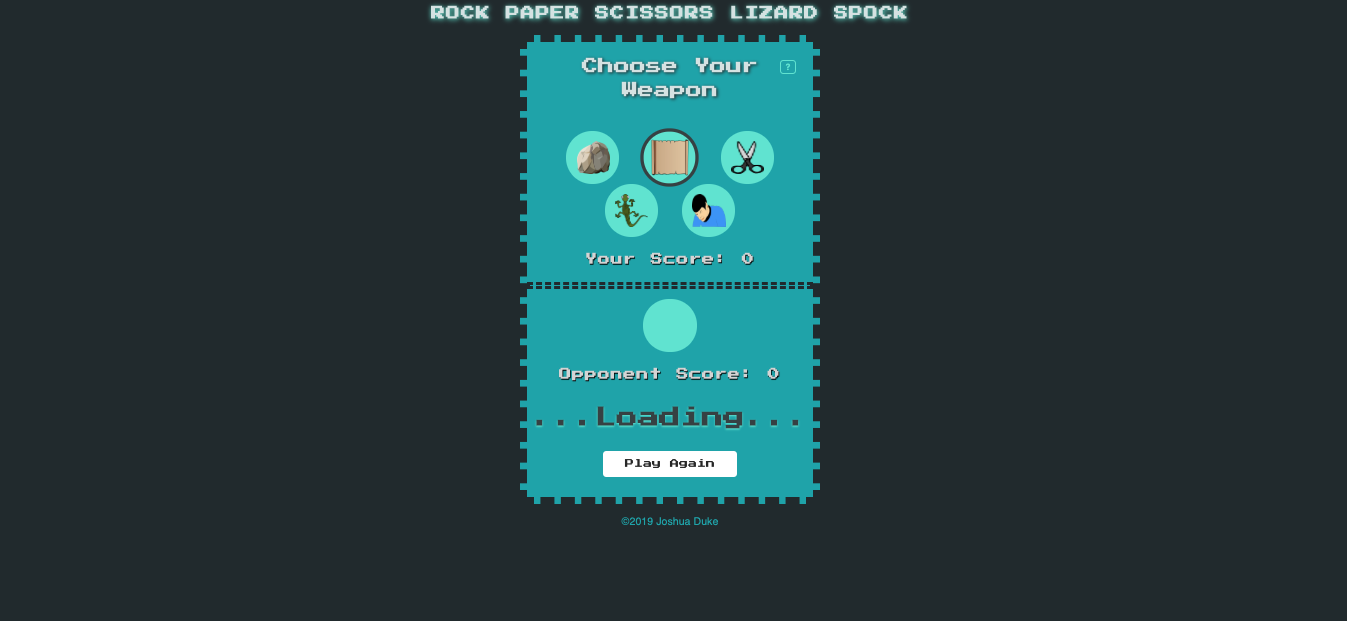 ROCK PAPER SCISSORS LIZARD SPOCK
Choose Your
Weapon
?
Your Score: 0
Opponent Score: 0
...Loading...
Play Again
©2019 Joshua Duke